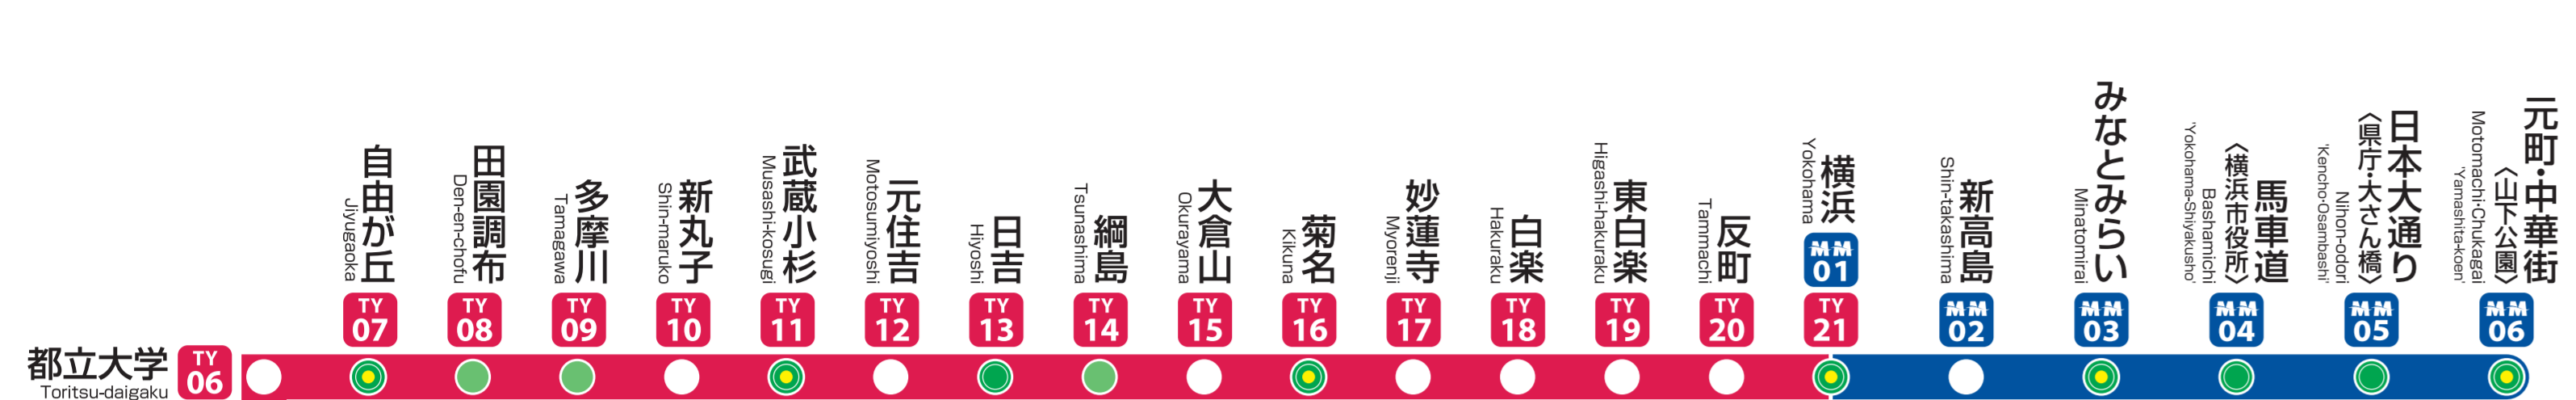 都立大学
Toritsu-daigaku
TY
06
自由が丘
Jiyugaoka
TY
07
田園調布
Den-en-chofu
TY
08
多摩川
Tamagawa
TY
09
新丸子
Shin-maruko
TY
10
武蔵小杉
Musashi-kosugi
TY
11
元住吉
Motosumiyoshi
TY
12
日吉
Hiyoshi
TY
13
綱島
Tsunashima
TY
14
大倉山
Okurayama
TY
15
菊名
Kikuna
TY
16
妙蓮寺
Myorenji
TY
17
白楽
Hakuraku
TY
18
東白楽
Higashi-hakuraku
TY
19
反町
Tammachi
TY
20
横浜
Yokohama
MM
01
TY
21
新高島
Shin-takashima
MM
02
みなとみらい
Minatomirai
MM
03
馬車道
〈横浜市役所〉
Bashamichi
'Yokohama-Shiyakusho'
MM
04
日本大通り
〈県庁・大さん橋〉
Nihon-odori
'Kencho·Osambashi'
MM
05
元町・中華街
〈山下公園〉
Motomachi-Chukagai
'Yamashita-koen'
MM
06